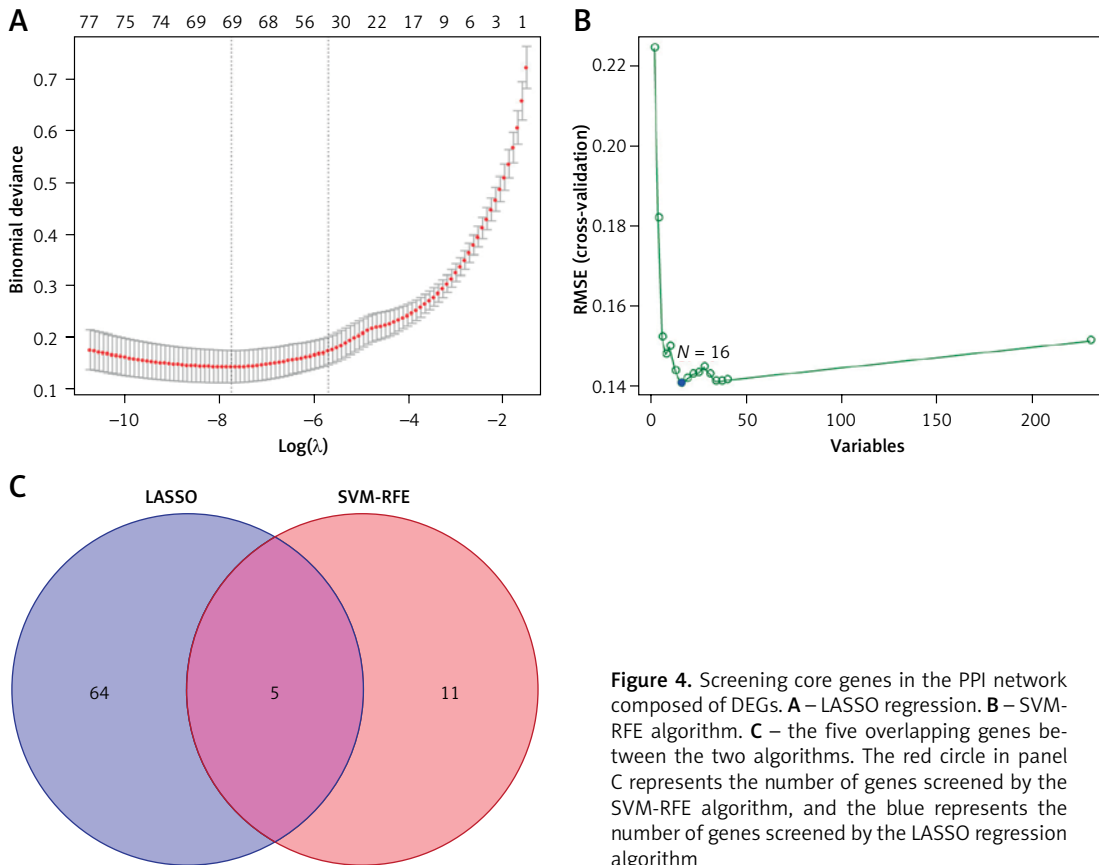 A
77 75 74 69 69 68 56 30 22 17 9 6 3 1
Binomial deviance
0.7
0.6
0.5
0.4
0.3
0.2
0.1
–10 –8 –6 –4 –2
Log(λ)
B
RMSE (cross-validation)
0.22
0.20
0.18
0.16
0.14
N = 16
0 50 100 150 200
Variables
C
LASSO SVM-RFE
64 5 11
Figure 4. Screening core genes in the PPI network
composed of DEGs. A – LASSO regression. B – SVM-
RFE algorithm. C – the five overlapping genes be-
tween the two algorithms. The red circle in panel
C represents the number of genes screened by the
SVM-RFE algorithm, and the blue represents the
number of genes screened by the LASSO regression
algorithm